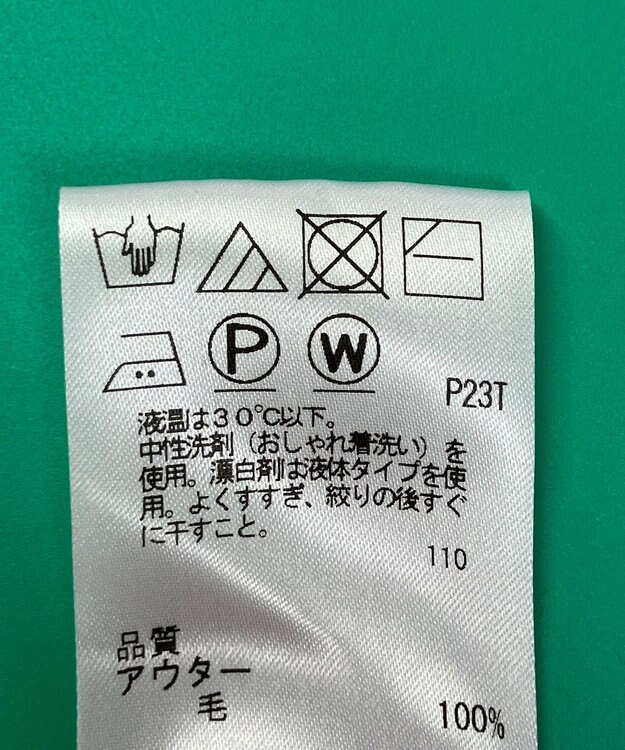 P W
P23T
液温は30℃以下。
中性洗剤（おしゃれ着洗い）を
使用。漂白剤は液体タイプを使
用。よくすすぎ、絞りの後すぐ
に干すこと。
110
品質
アウター
毛 100%